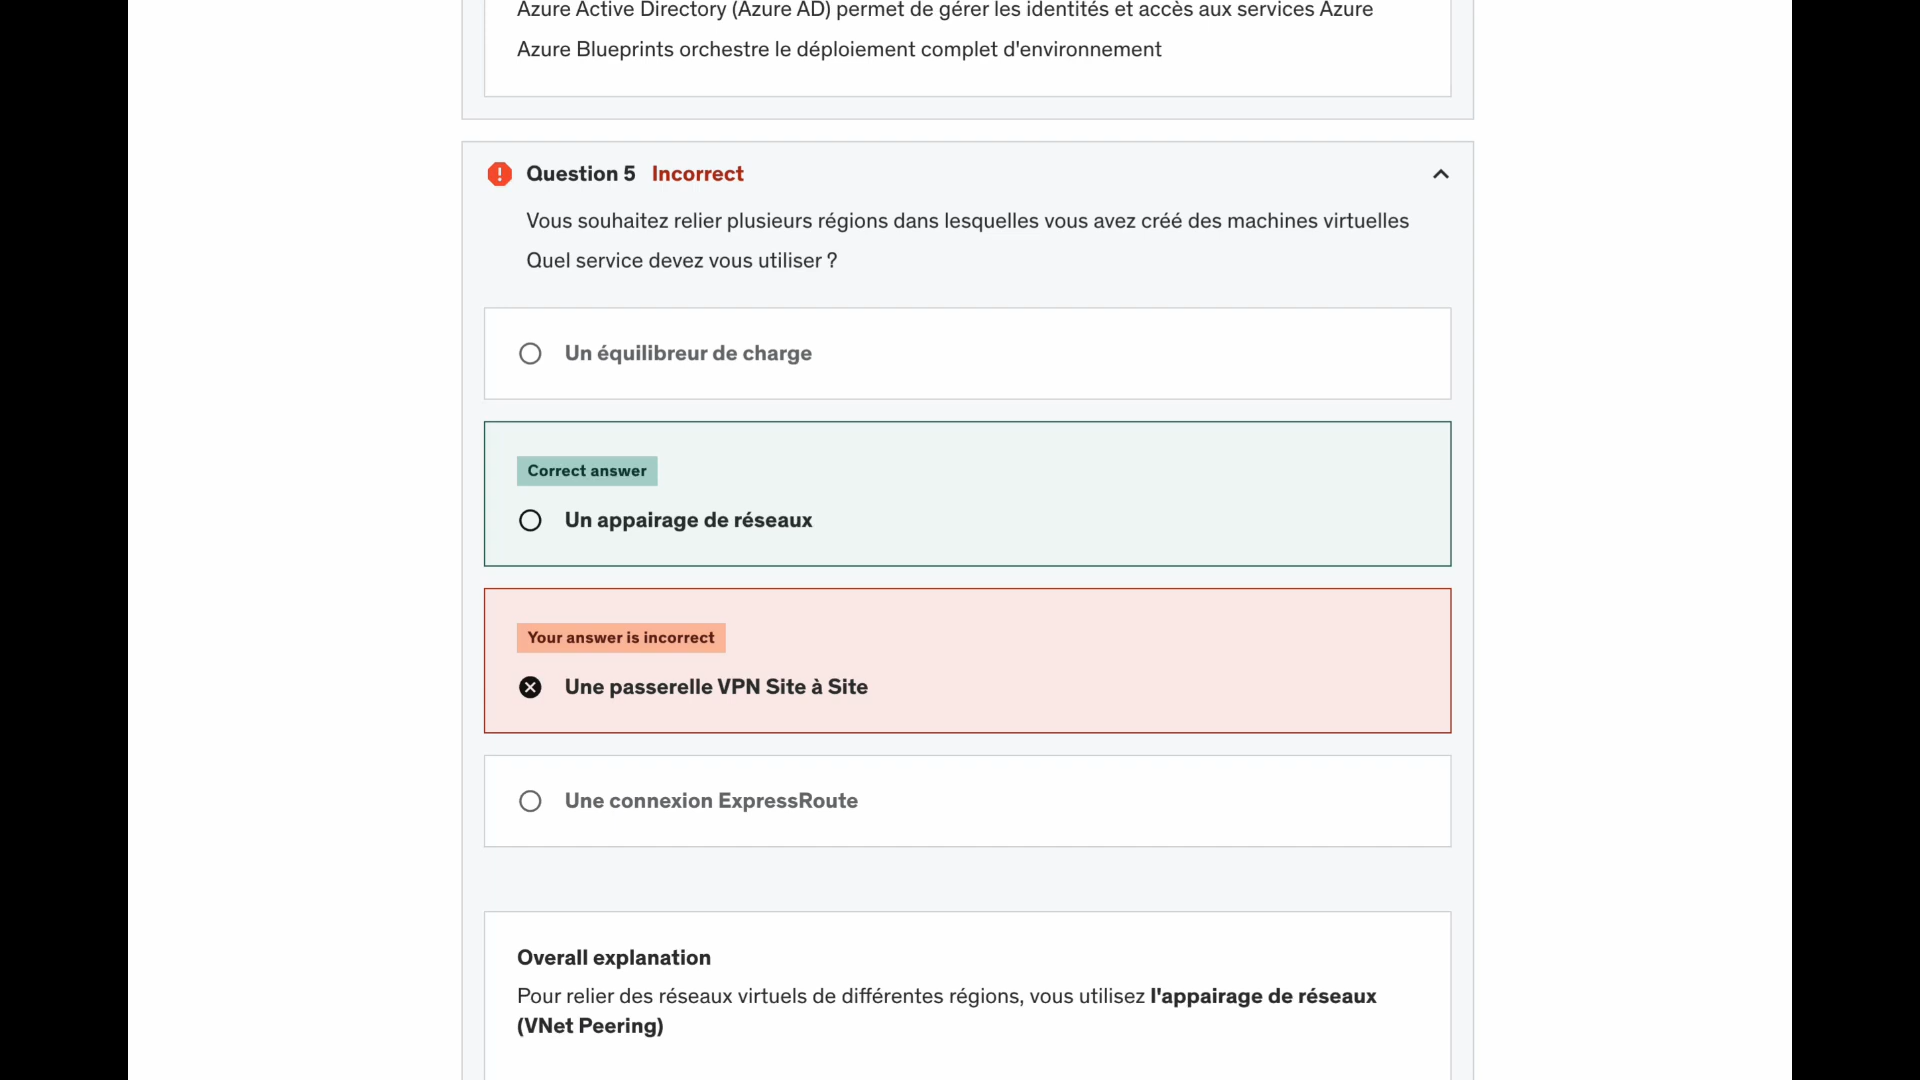 Azure Active Directory (Azure AD) permet de gérer les identités et accès aux services Azure
Azure Blueprints orchestre le déploiement complet d'environnement
Question 5 Incorrect
Vous souhaitez relier plusieurs régions dans lesquelles vous avez créé des machines virtuelles
Quel service devez vous utiliser ?
Un équilibreur de charge
Correct answer
Un appairage de réseaux
Your answer is incorrect
Une passerelle VPN Site à Site
Une connexion ExpressRoute
Overall explanation
Pour relier des réseaux virtuels de différentes régions, vous utilisez l'appairage de réseaux
(VNet Peering)